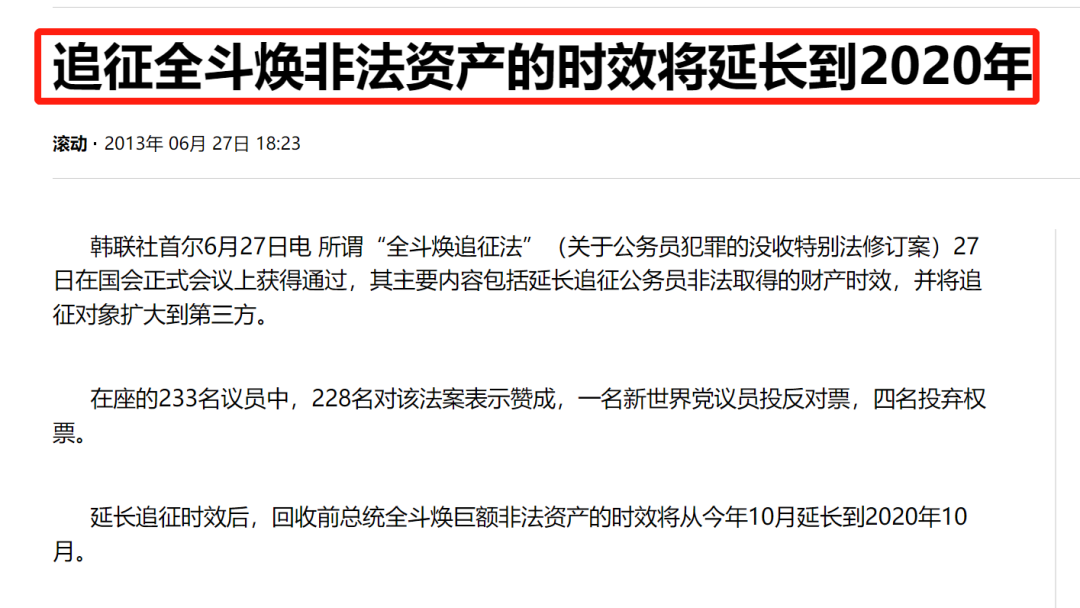 追征全斗焕非法资产的时效将延长到2020年
滚动 · 2013年 06月 27日 18:23
韩联社首尔6月27日电 所谓“全斗焕追征法”（关于公务员犯罪的没收特别法修订案）27
日在国会正式会议上获得通过，其主要内容包括延长追征公务员非法取得的财产时效，并将追
征对象扩大到第三方。
在座的233名议员中，228名对该法案表示赞成，一名新世界党议员投反对票，四名投弃权
票。
延长追征时效后，回收前总统全斗焕巨额非法资产的时效将从今年10月延长到2020年10
月。